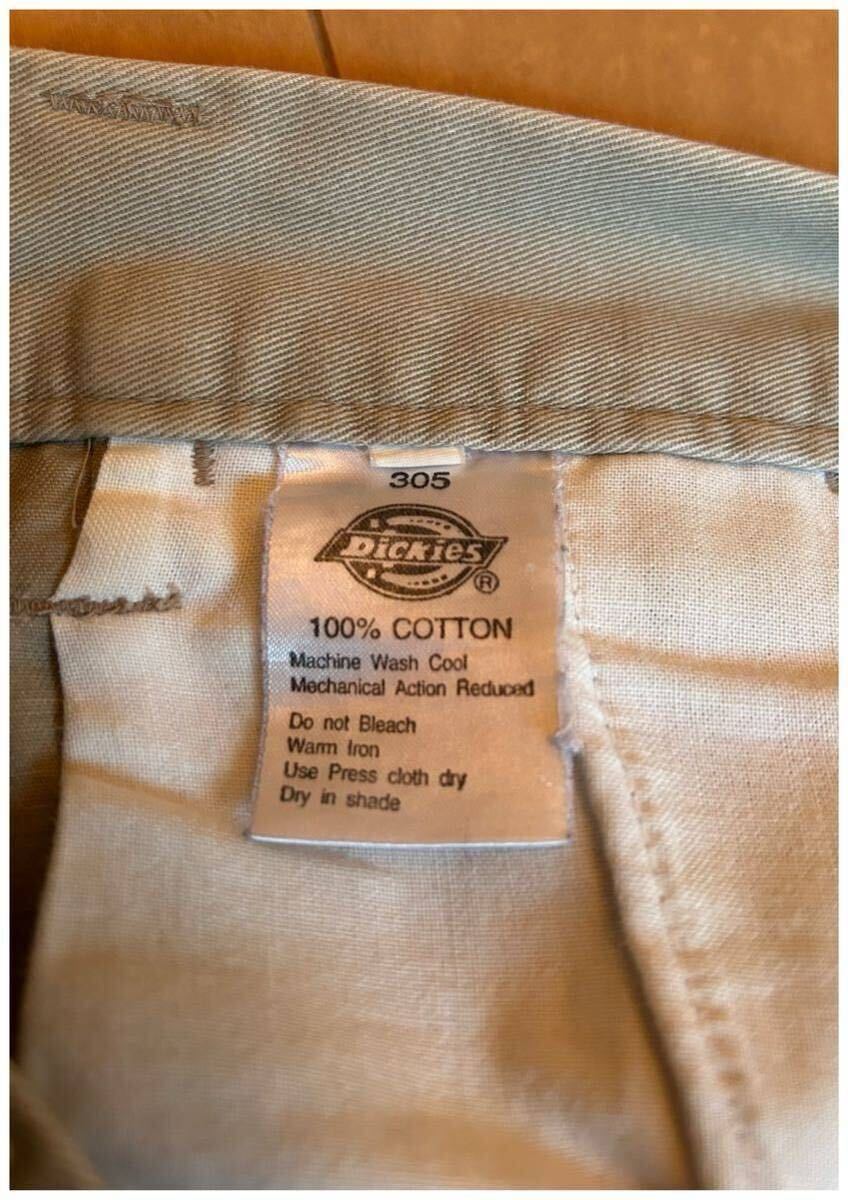 305
Dickies®
100% COTTON
Machine Wash Cool
Mechanical Action Reduced
Do not Bleach
Warm Iron
Use Press cloth dry
Dry in shade